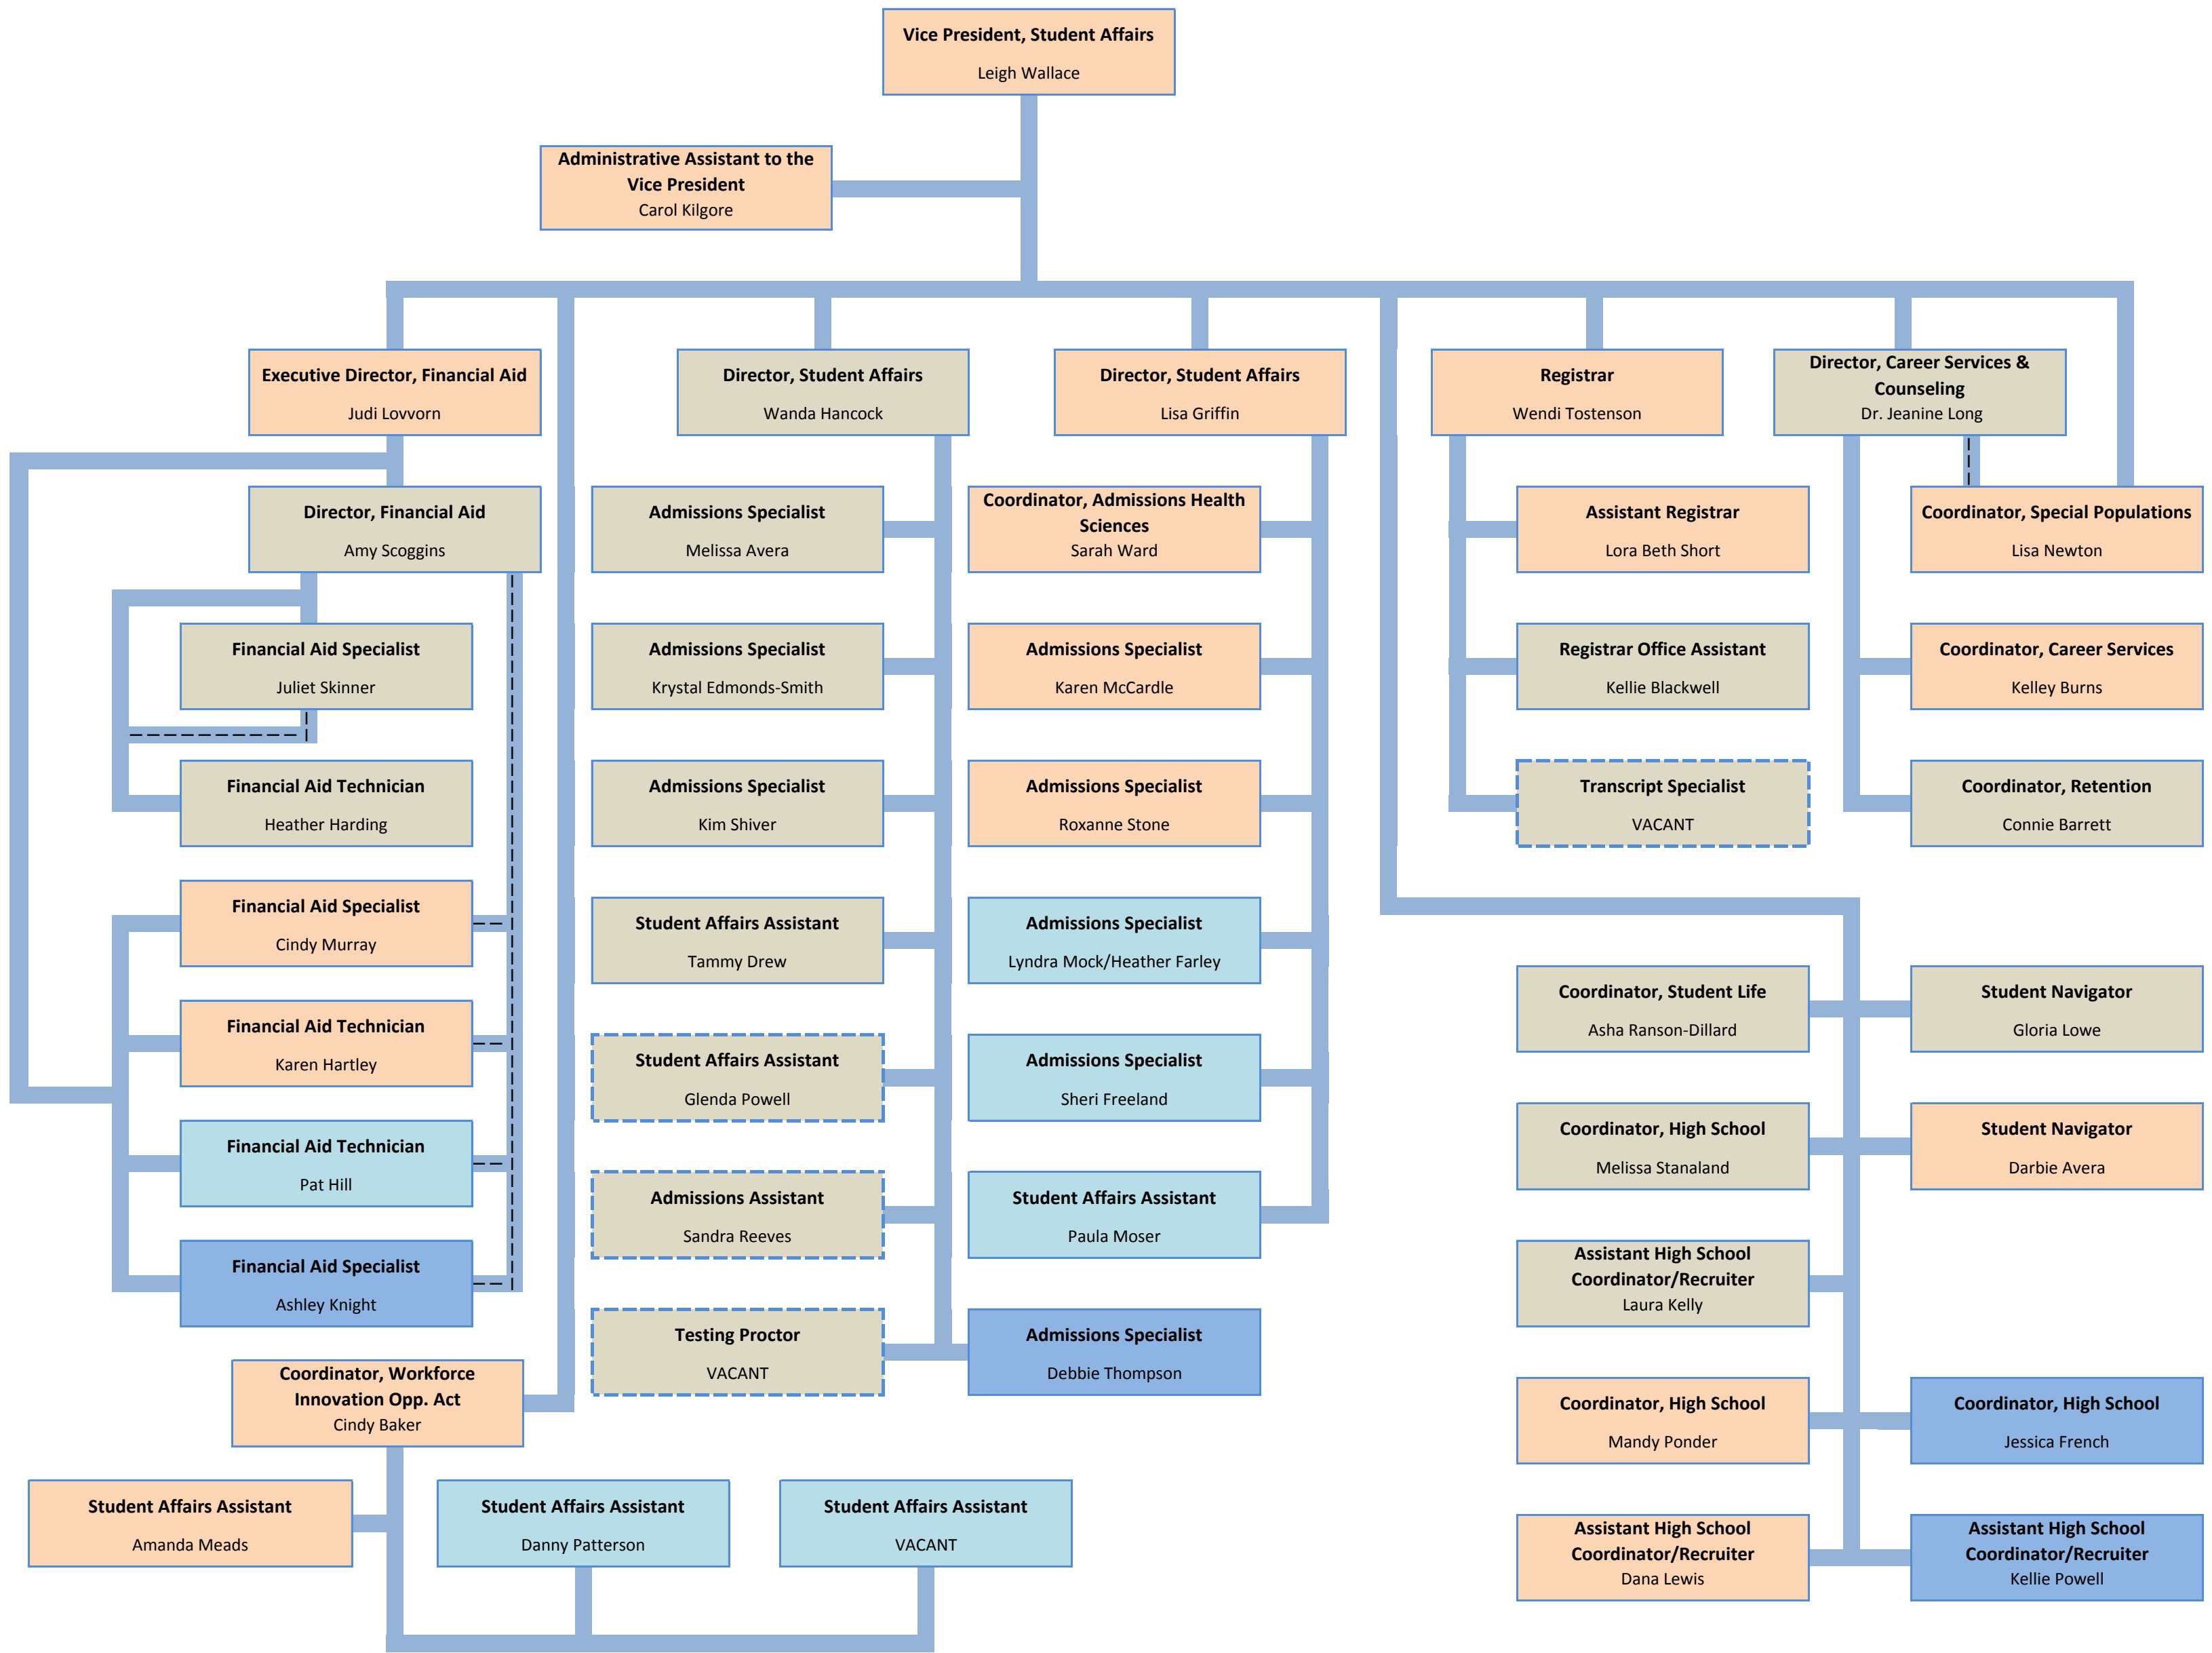 Vice President, Student Affairs
Leigh Wallace
Administrative Assistant to the
Vice President
Carol Kilgore
Executive Director, Financial Aid
Judi Lovvorn
Director, Student Affairs
Wanda Hancock
Director, Student Affairs
Lisa Griffin
Registrar
Wendi Tostenson
Director, Career Services &
Counseling
Dr. Jeanine Long
Director, Financial Aid
Amy Scoggins
Admissions Specialist
Melissa Avera
Coordinator, Admissions Health
Sciences
Sarah Ward
Assistant Registrar
Lora Beth Short
Coordinator, Special Populations
Lisa Newton
Financial Aid Specialist
Juliet Skinner
Admissions Specialist
Krystal Edmonds-Smith
Admissions Specialist
Karen McCardle
Registrar Office Assistant
Kellie Blackwell
Coordinator, Career Services
Kelley Burns
Financial Aid Technician
Heather Harding
Admissions Specialist
Kim Shiver
Admissions Specialist
Roxanne Stone
Transcript Specialist
VACANT
Coordinator, Retention
Connie Barrett
Financial Aid Specialist
Cindy Murray
Student Affairs Assistant
Tammy Drew
Admissions Specialist
Lyndra Mock/Heather Farley
Coordinator, Student Life
Asha Ranson-Dillard
Student Navigator
Gloria Lowe
Financial Aid Technician
Karen Hartley
Student Affairs Assistant
Glenda Powell
Admissions Specialist
Sheri Freeland
Coordinator, High School
Melissa Stanaland
Student Navigator
Darbie Avera
Financial Aid Technician
Pat Hill
Admissions Assistant
Sandra Reeves
Student Affairs Assistant
Paula Moser
Assistant High School
Coordinator/Recruiter
Laura Kelly
Financial Aid Specialist
Ashley Knight
Testing Proctor
VACANT
Admissions Specialist
Debbie Thompson
Coordinator, Workforce
Innovation Opp. Act
Cindy Baker
Coordinator, High School
Mandy Ponder
Coordinator, High School
Jessica French
Student Affairs Assistant
Amanda Meads
Student Affairs Assistant
Danny Patterson
Student Affairs Assistant
VACANT
Assistant High School
Coordinator/Recruiter
Dana Lewis
Assistant High School
Coordinator/Recruiter
Kellie Powell